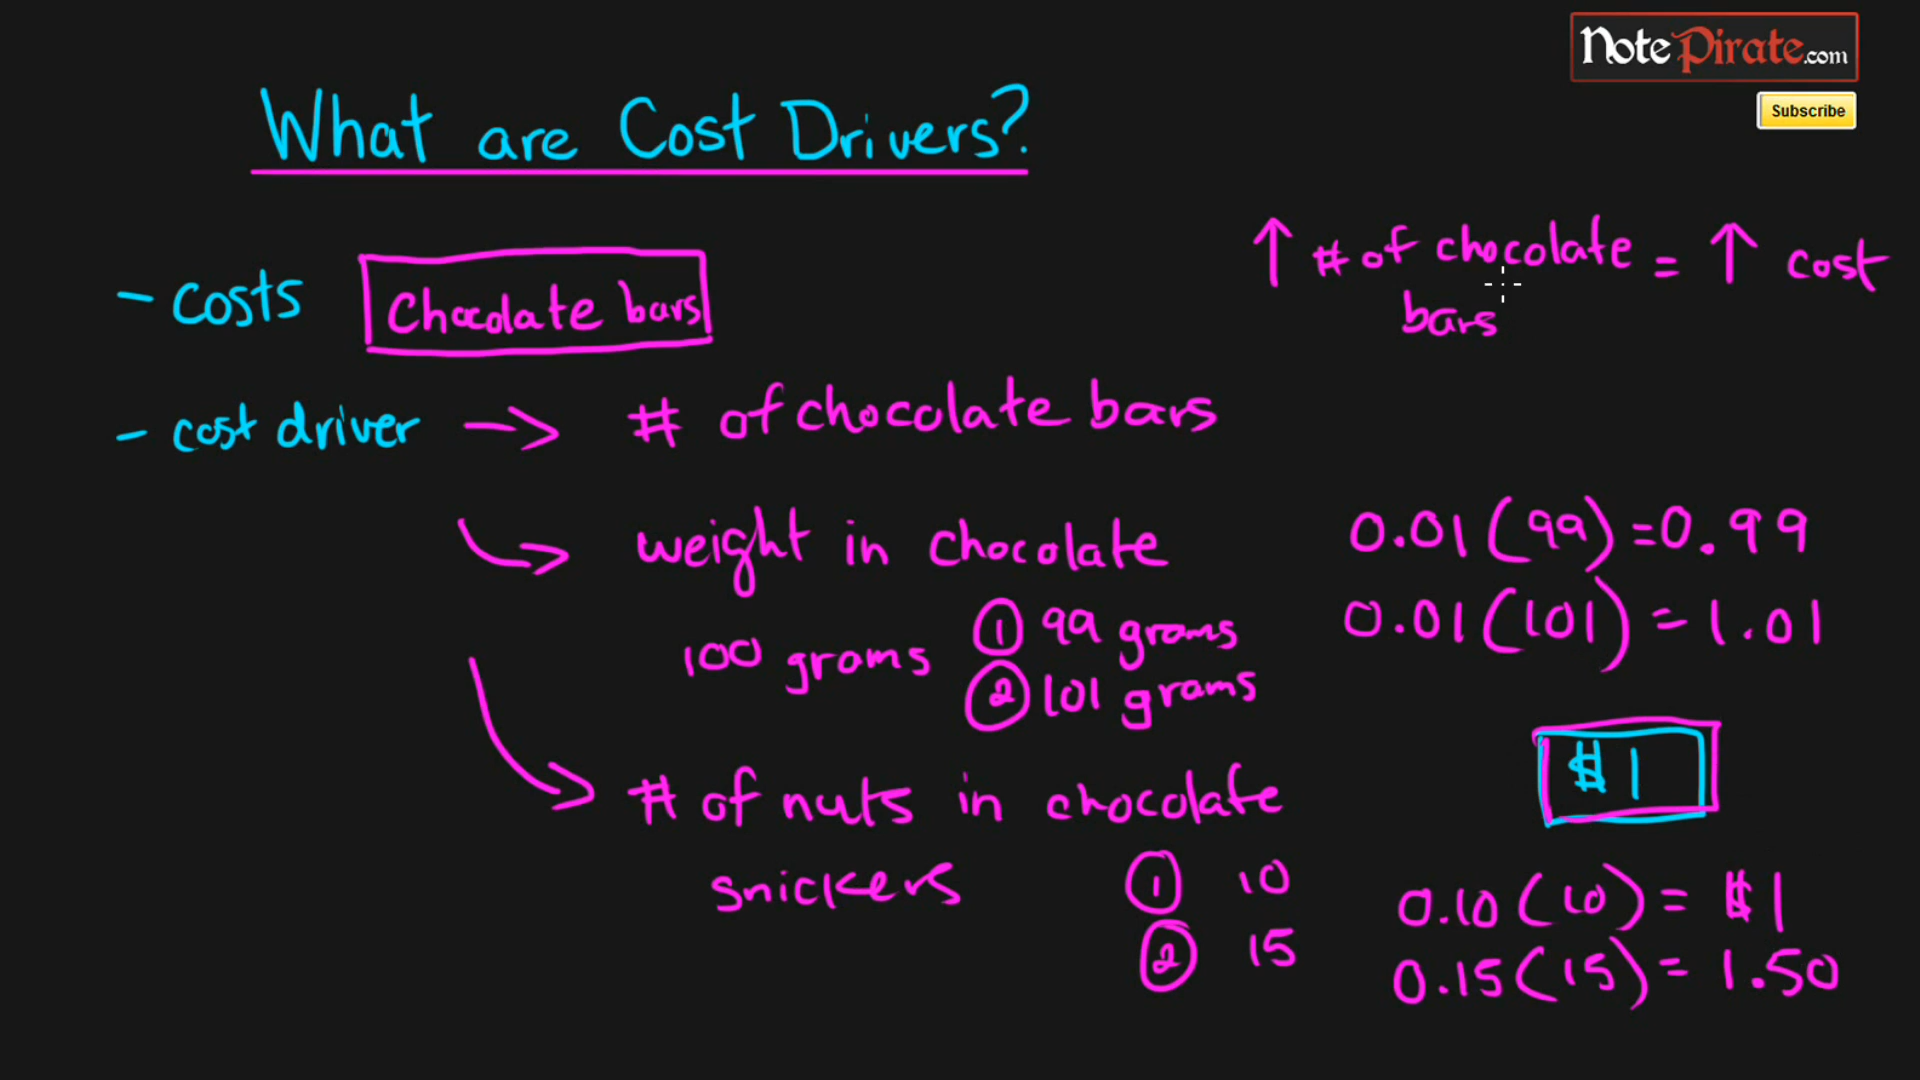 NotePirate.com
Subscribe
What are Cost Drivers?
↑ # of chocolate bars = ↑ cost
- costs Chocolate bars
- cost driver → # of chocolate bars
weight in chocolate
0.01(99)=0.99
0.01(101)=1.01
100 grams ① 99 grams
② 101 grams
$1
# of nuts in chocolate
snickers ① 10
② 15
0.10(10)= $1
0.15(15)= 1.50